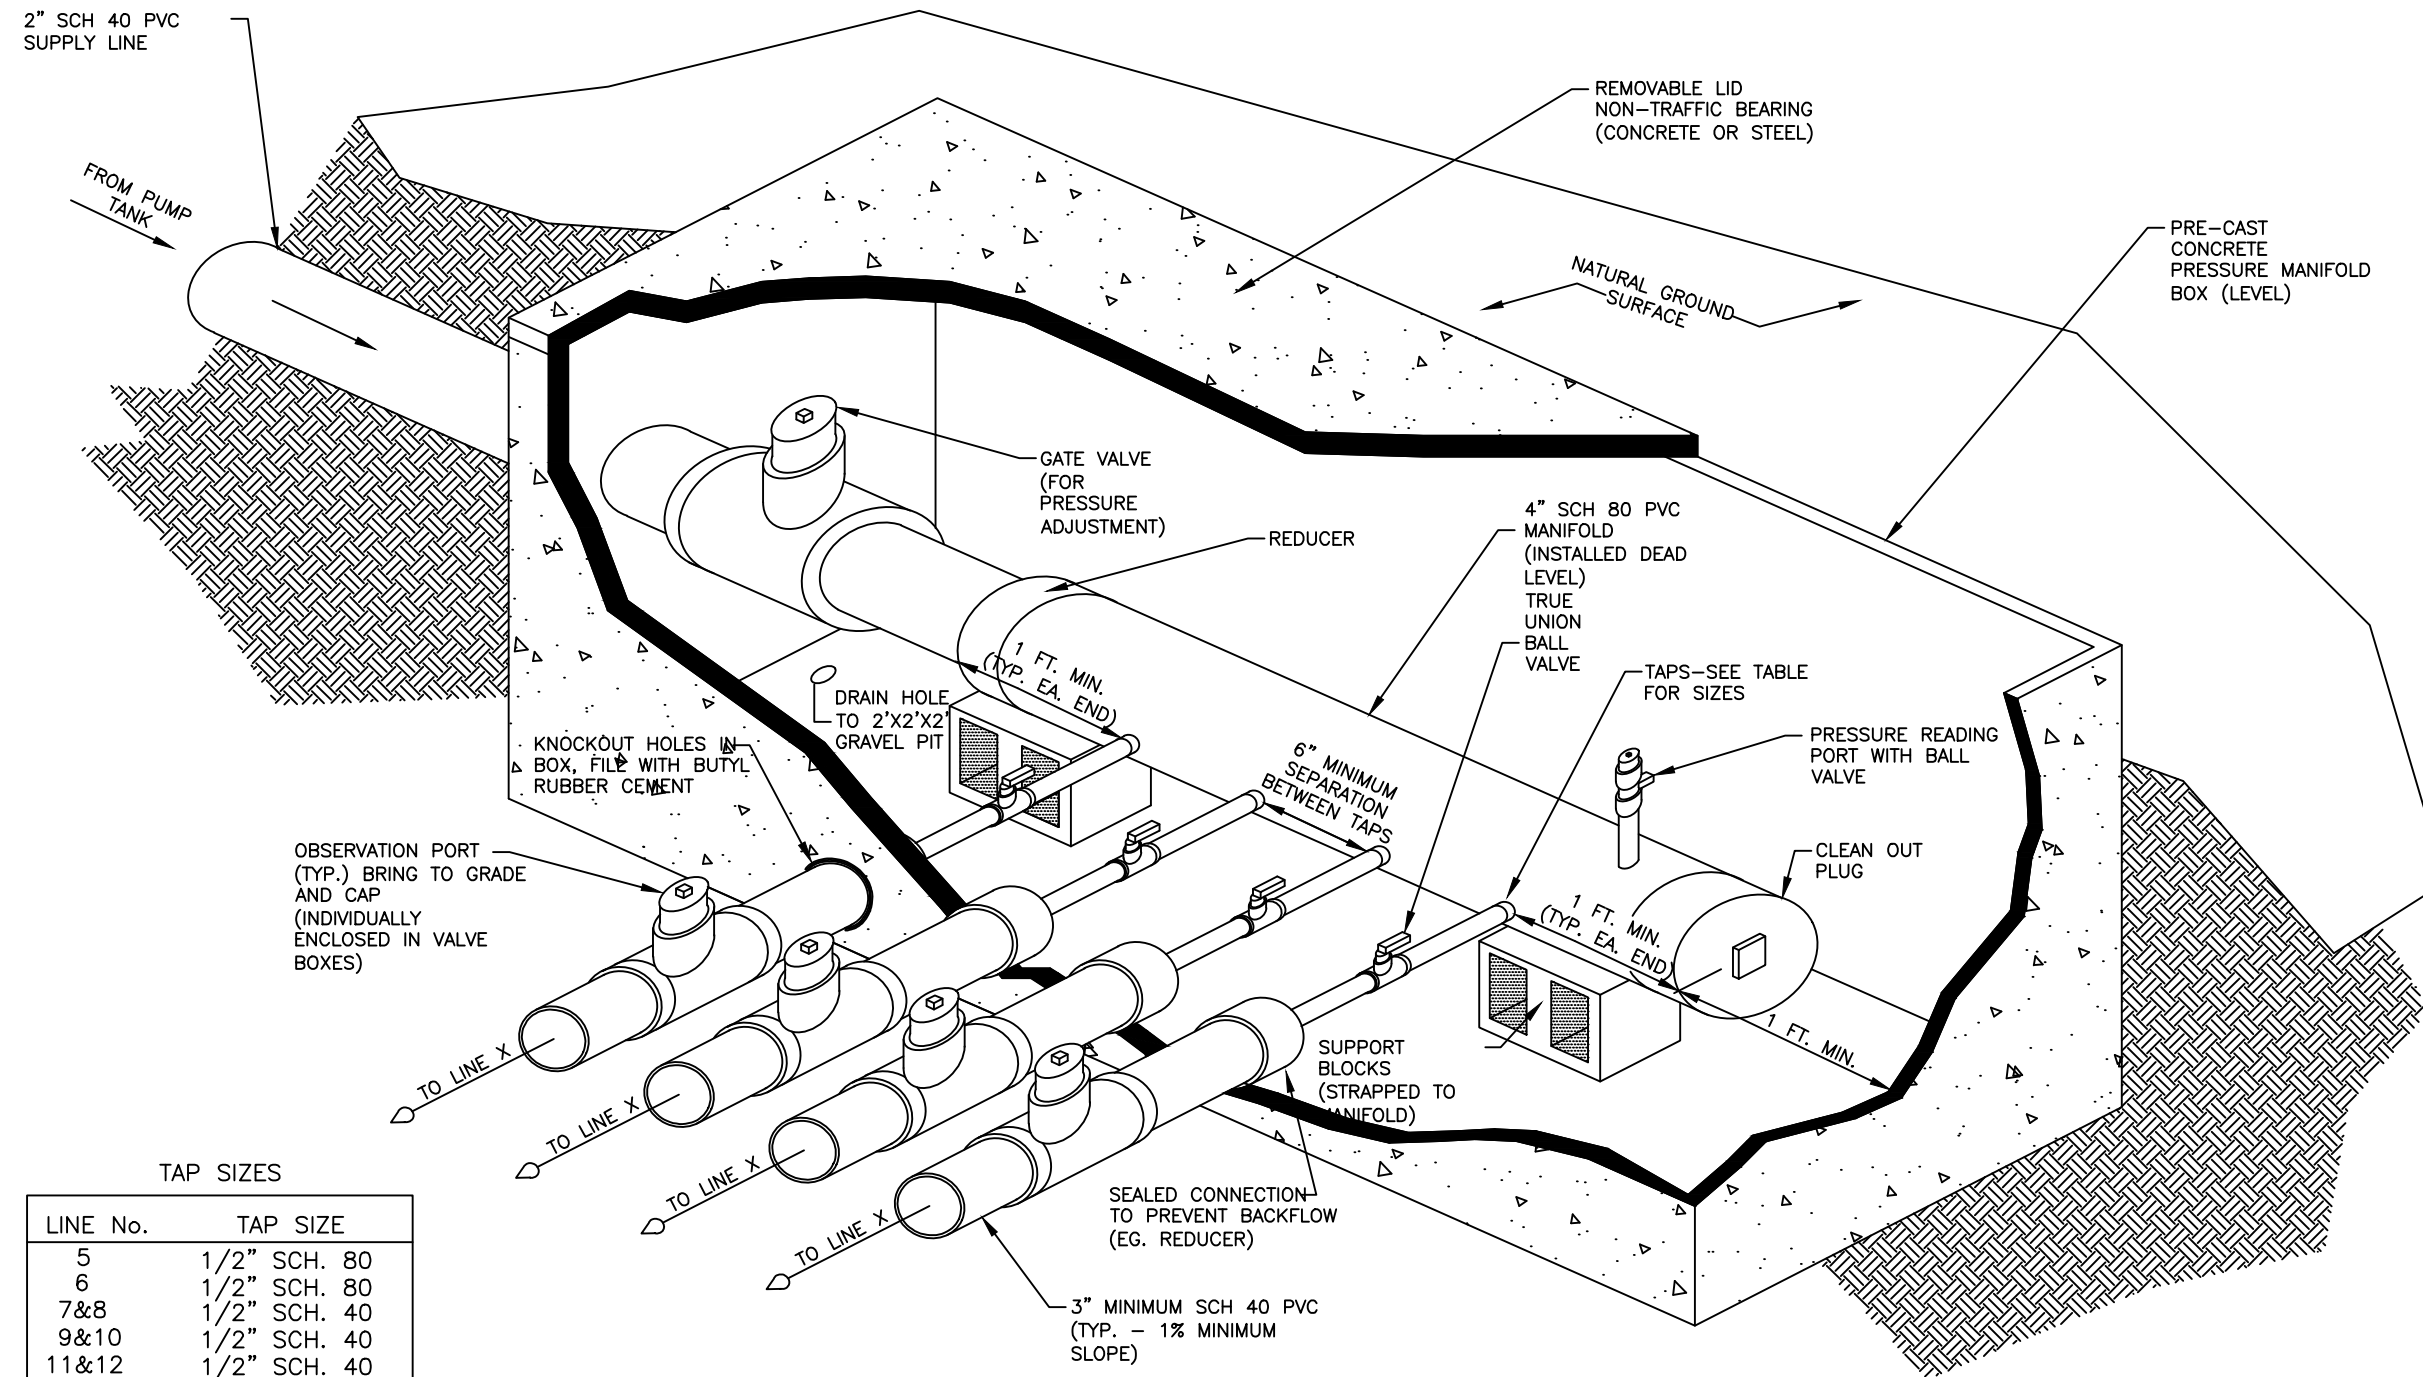 2" SCH 40 PVC
SUPPLY LINE
FROM PUMP
TANK
REMOVABLE LID
NON-TRAFFIC BEARING
(CONCRETE OR STEEL)
NATURAL GROUND
SURFACE
PRE-CAST
CONCRETE
PRESSURE MANIFOLD
BOX (LEVEL)
GATE VALVE
(FOR
PRESSURE
ADJUSTMENT)
REDUCER
4" SCH 80 PVC
MANIFOLD
(INSTALLED DEAD
LEVEL)
TRUE
UNION
BALL
VALVE
TAPS-SEE TABLE
FOR SIZES
PRESSURE READING
PORT WITH BALL
VALVE
CLEAN OUT
PLUG
1 FT. MIN.
(TYP. EA. END)
DRAIN HOLE
TO 2'X2'X2'
GRAVEL PIT
KNOCKOUT HOLES IN
BOX, FILL WITH BUTYL
RUBBER CEMENT
6" MINIMUM
SEPARATION
BETWEEN TAPS
OBSERVATION PORT
(TYP.) BRING TO GRADE
AND CAP
(INDIVIDUALLY
ENCLOSED IN VALVE
BOXES)
1 FT. MIN.
(TYP. EA. END)
1 FT. MIN.
SUPPORT
BLOCKS
(STRAPPED TO
MANIFOLD)
TO LINE X
TO LINE X
TO LINE X
TO LINE X
SEALED CONNECTION
TO PREVENT BACKFLOW
(EG. REDUCER)
3" MINIMUM SCH 40 PVC
(TYP. - 1% MINIMUM
SLOPE)
TAP SIZES
LINE No. TAP SIZE
5 1/2" SCH. 80
6 1/2" SCH. 80
7&8 1/2" SCH. 40
9&10 1/2" SCH. 40
11&12 1/2" SCH. 40